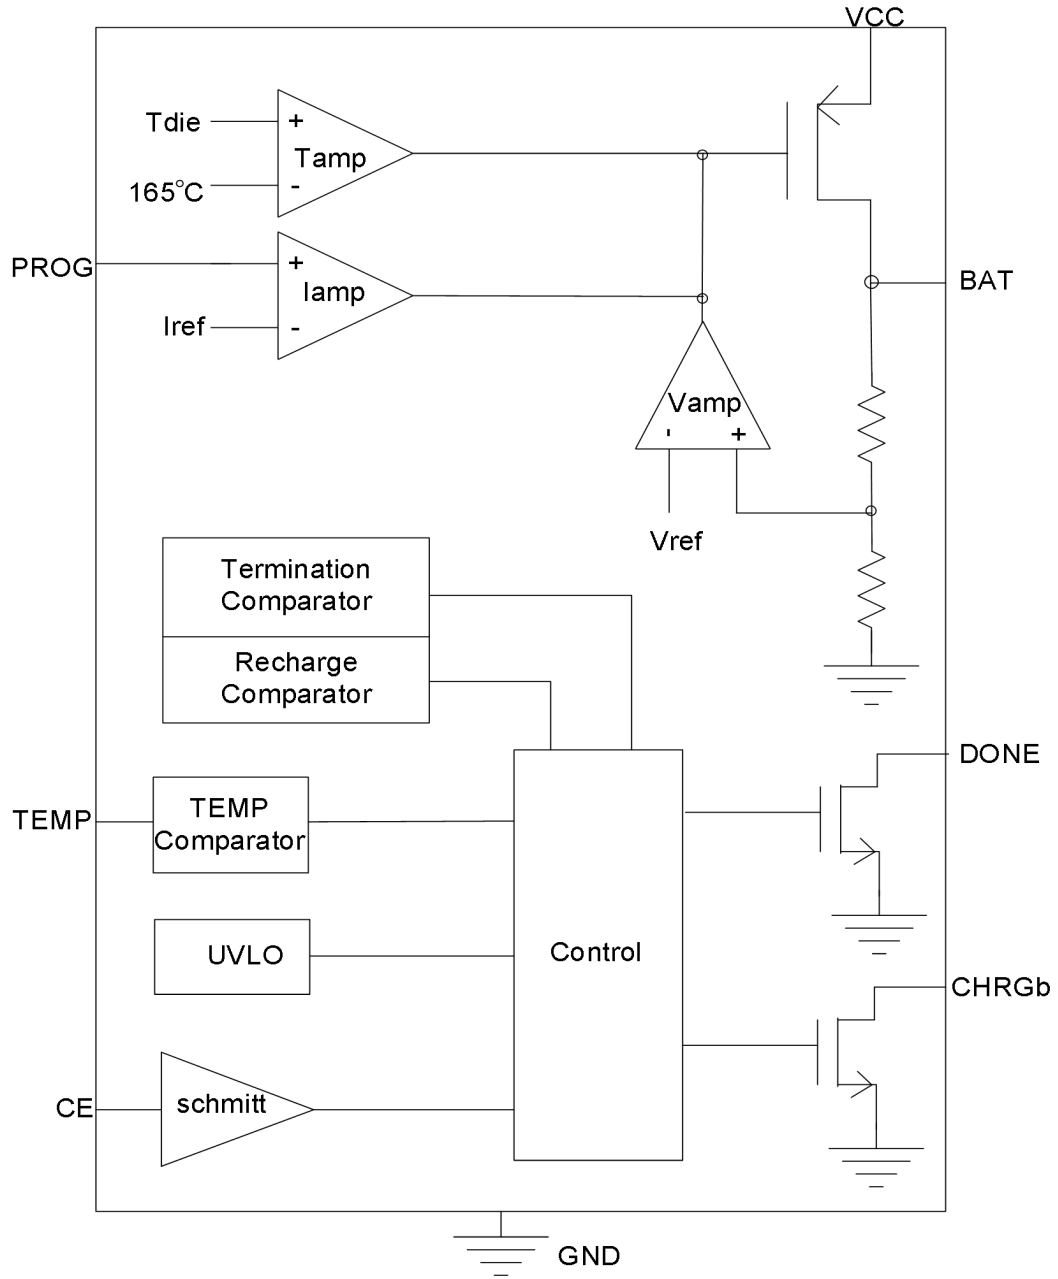 VCC
Tdie
+
Tamp
165°C
-
PROG
+
Iamp
Iref
-
BAT
Vamp
- +
Vref
Termination
Comparator
Recharge
Comparator
DONE
TEMP
TEMP
Comparator
UVLO
Control
CHRGb
CE
schmitt
GND